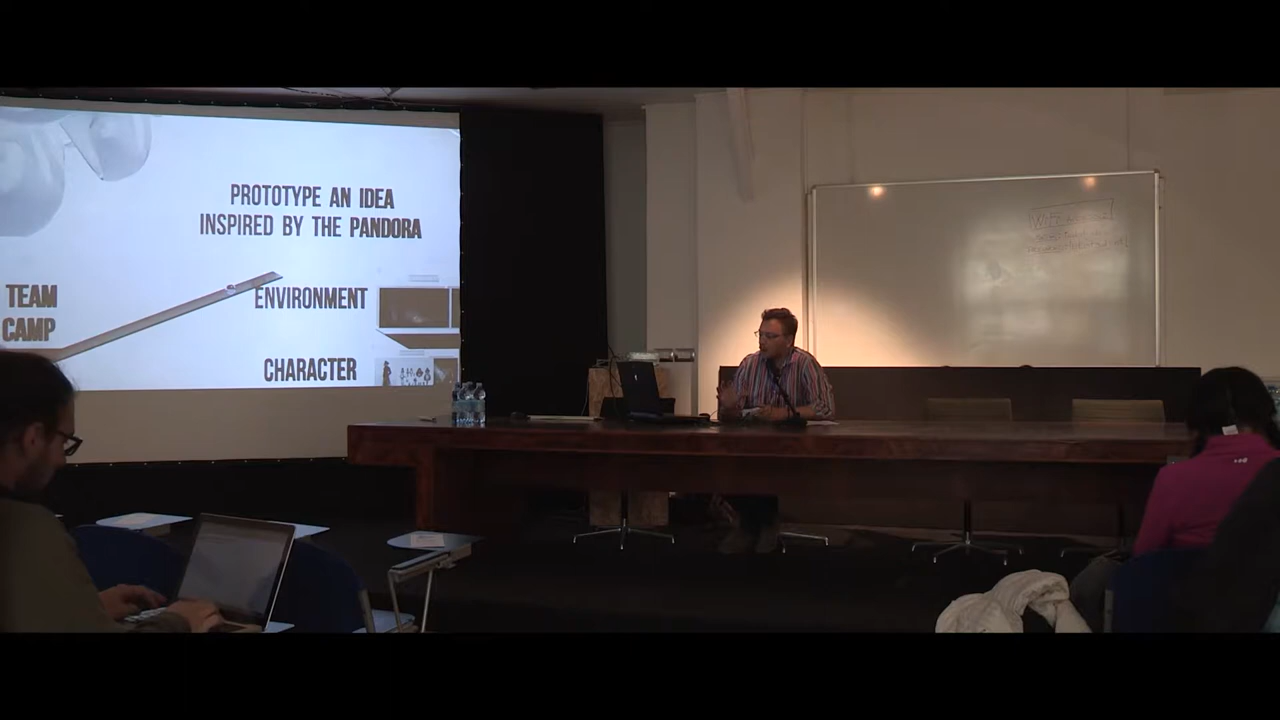 PROTOTYPE AN IDEA
INSPIRED BY THE PANDORA
TEAM
CAMP
ENVIRONMENT
CHARACTER